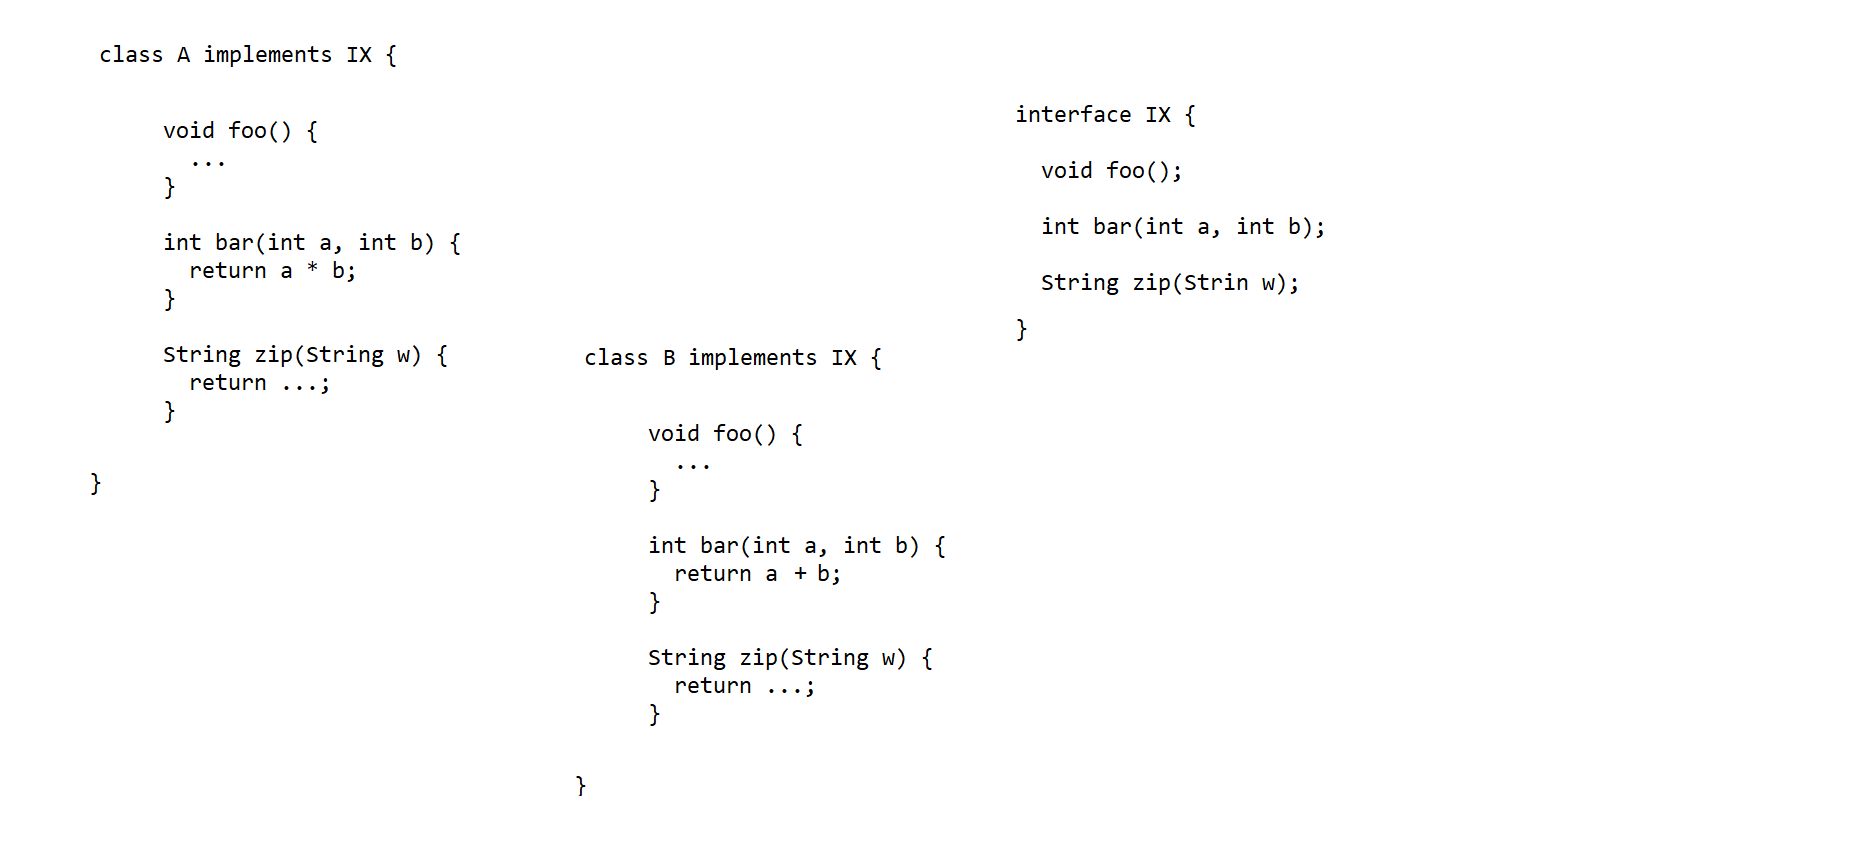 class A implements IX {
void foo() {
...
}
int bar(int a, int b) {
return a * b;
}
String zip(String w) {
return ...;
}
}
class B implements IX {
void foo() {
...
}
int bar(int a, int b) {
return a + b;
}
String zip(String w) {
return ...;
}
}
interface IX {
void foo();
int bar(int a, int b);
String zip(Strin w);
}